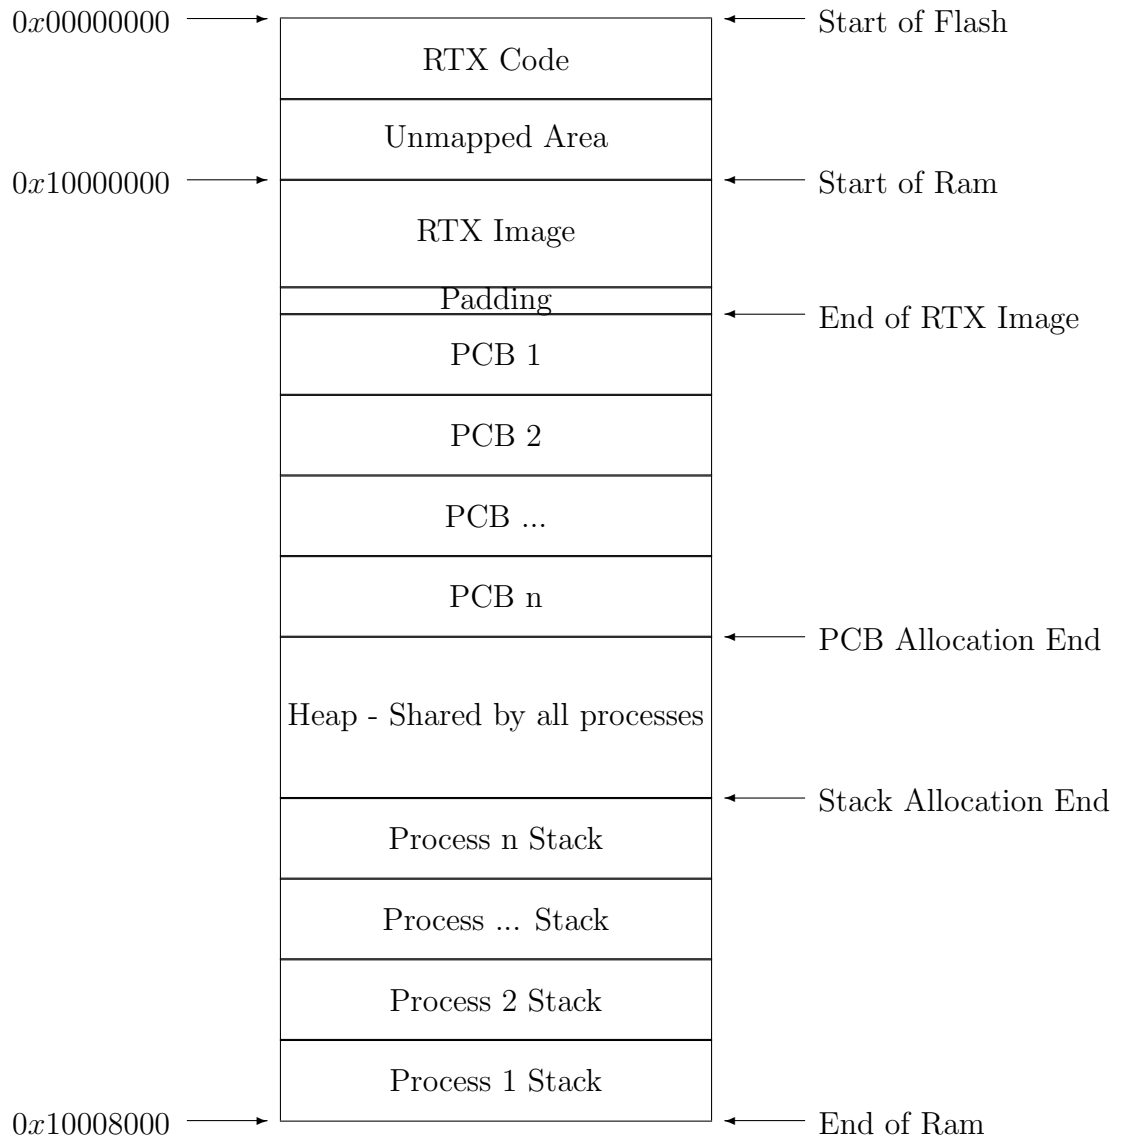 0x00000000
Start of Flash
RTX Code
Unmapped Area
0x10000000
Start of Ram
RTX Image
Padding
End of RTX Image
PCB 1
PCB 2
PCB ...
PCB n
PCB Allocation End
Heap - Shared by all processes
Stack Allocation End
Process n Stack
Process ... Stack
Process 2 Stack
Process 1 Stack
0x10008000
End of Ram